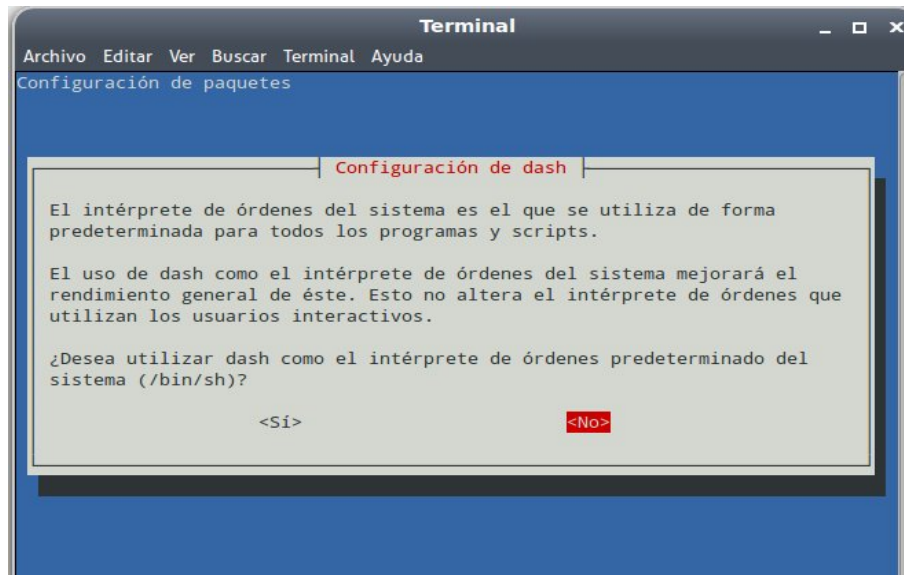 Terminal
Archivo Editar Ver Buscar Terminal Ayuda
Configuración de paquetes
Configuración de dash
El intérprete de órdenes del sistema es el que se utiliza de forma
predeterminada para todos los programas y scripts.
El uso de dash como el intérprete de órdenes del sistema mejorará el
rendimiento general de éste. Esto no altera el intérprete de órdenes que
utilizan los usuarios interactivos.
¿Desea utilizar dash como el intérprete de órdenes predeterminado del
sistema (/bin/sh)?
<Sí> <No>